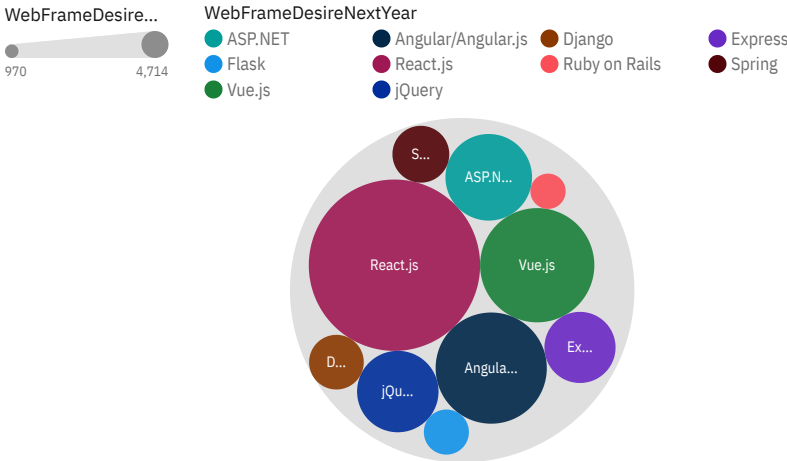 WebFrameDesire...
970 4,714
WebFrameDesireNextYear
ASP.NET Angular/Angular.js Django Express
Flask React.js Ruby on Rails Spring
Vue.js jQuery
S...
ASP.N...
React.js Vue.js
Ex...
D... Angula...
jQu...